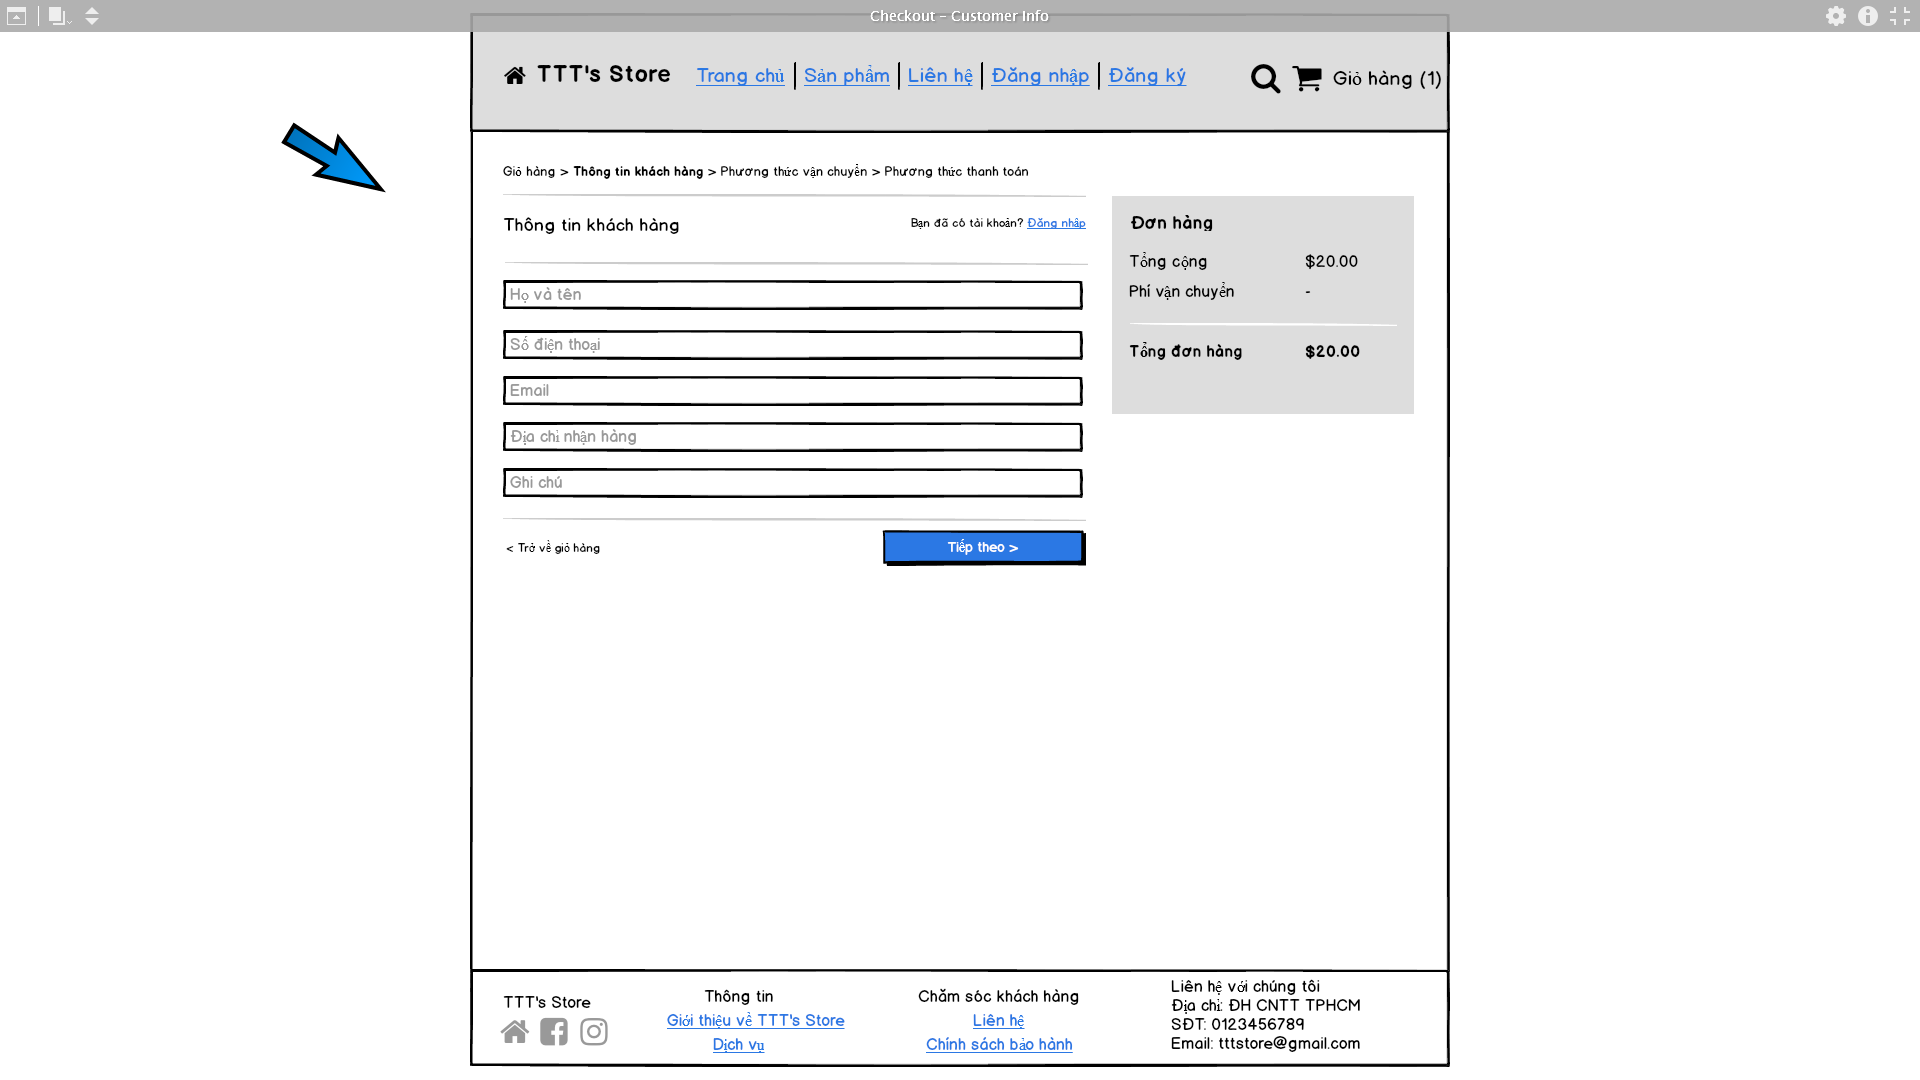 Checkout - Customer Info
TTT's Store Trang chủ Sản phẩm Liên hệ Đăng nhập Đăng ký Giỏ hàng (1)
Giỏ hàng > Thông tin khách hàng > Phương thức vận chuyển > Phương thức thanh toán
Thông tin khách hàng
Bạn đã có tài khoản? Đăng nhập
Họ và tên
Số điện thoại
Email
Địa chỉ nhận hàng
Ghi chú
< Trở về giỏ hàng
Tiếp theo >
Đơn hàng
Tổng cộng $20.00
Phí vận chuyển -
Tổng đơn hàng $20.00
TTT's Store
Thông tin
Giới thiệu về TTT's Store
Dịch vụ
Chăm sóc khách hàng
Liên hệ
Chính sách bảo hành
Liên hệ với chúng tôi
Địa chỉ: ĐH CNTT TPHCM
SĐT: 0123456789
Email: tttstore@gmail.com